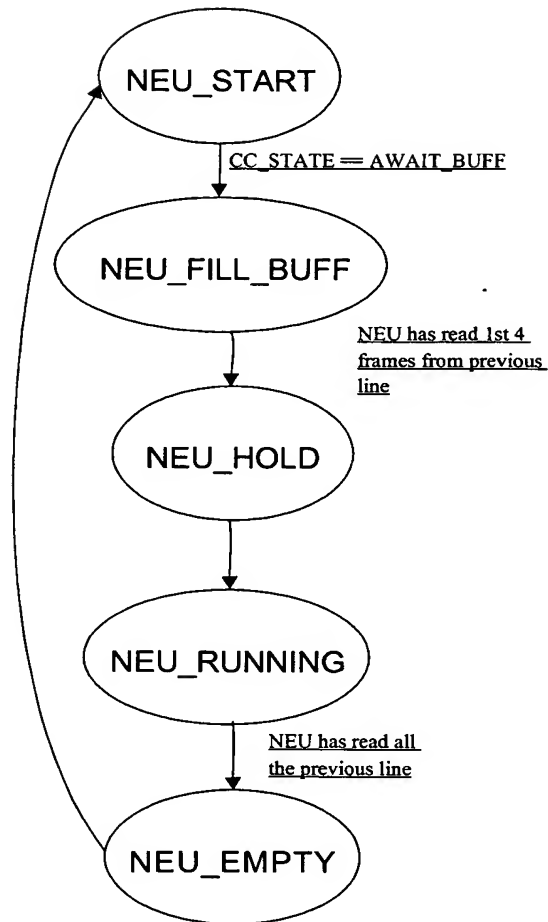 NEU_START
CC_STATE == AWAIT_BUFF
NEU_FILL_BUFF
NEU has read 1st 4
frames from previous
line
NEU_HOLD
NEU_RUNNING
NEU has read all
the previous line
NEU_EMPTY